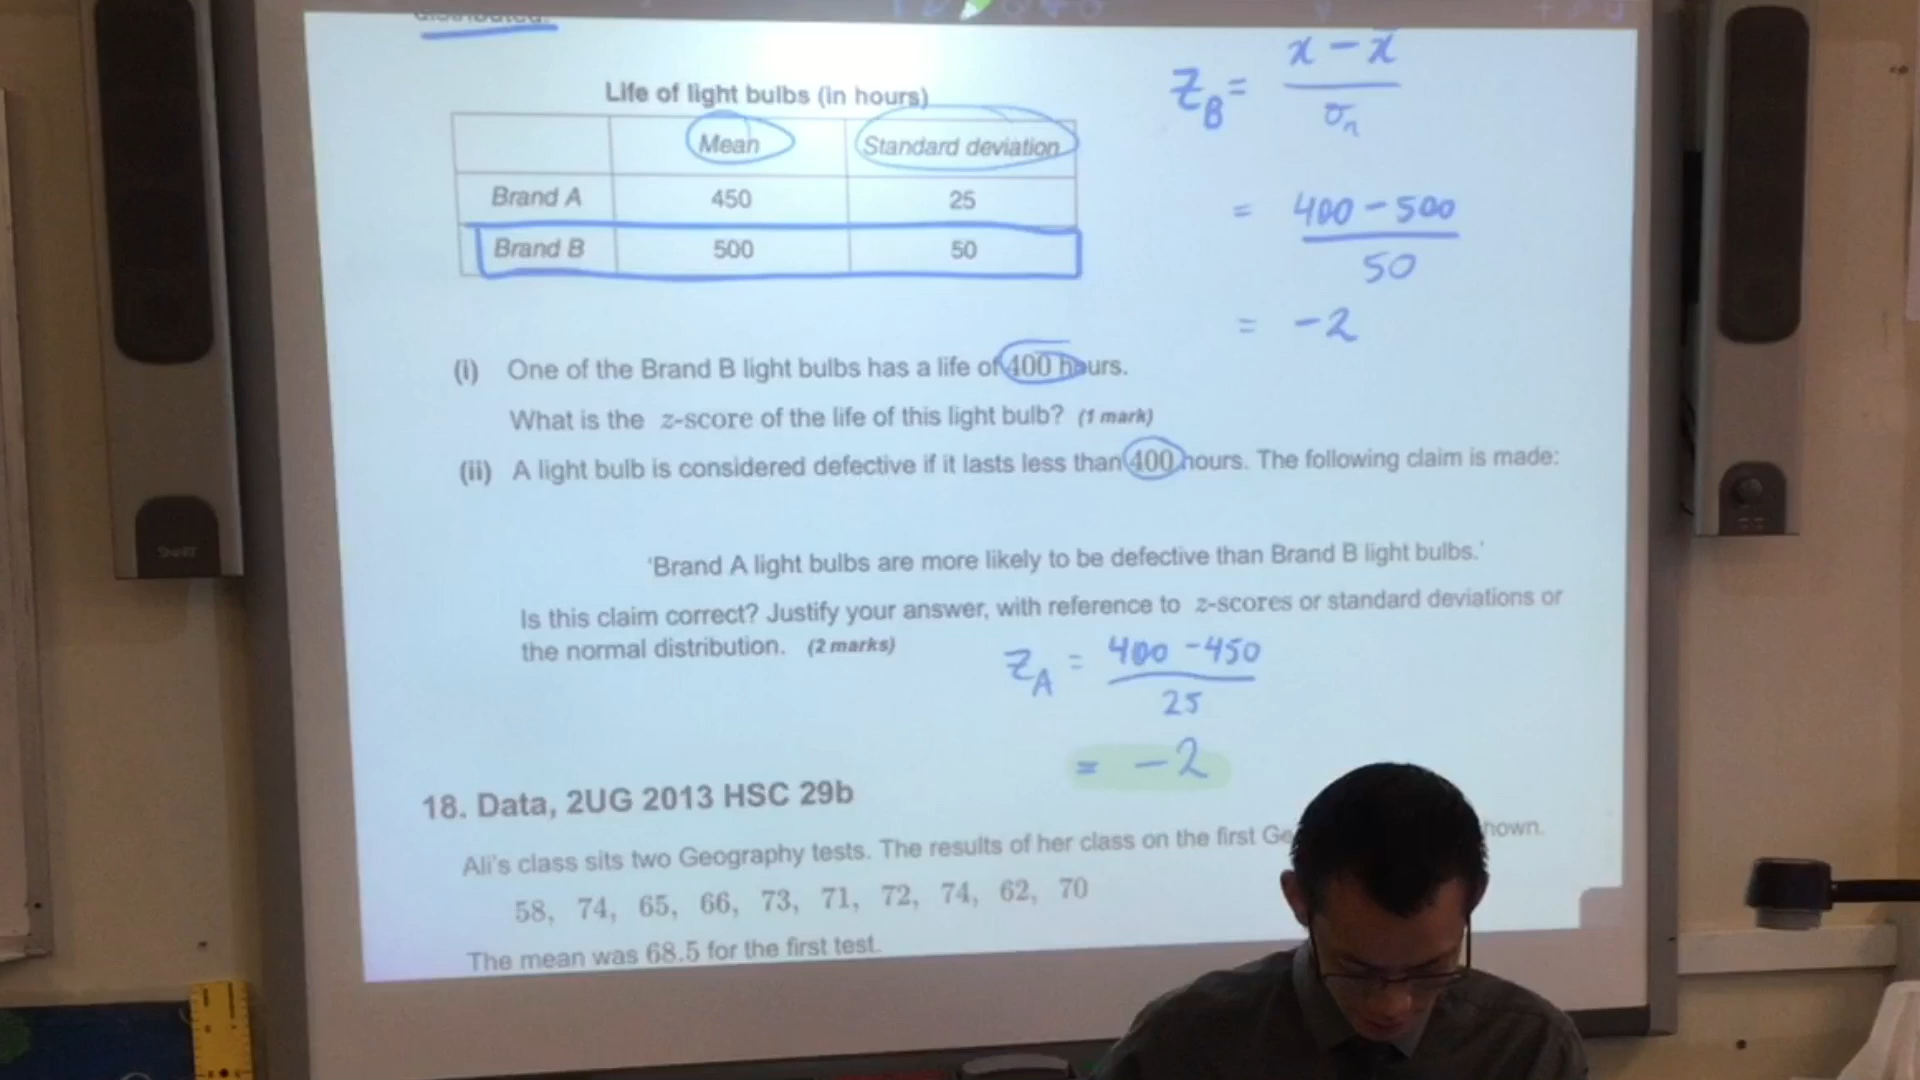 distributed.
Life of light bulbs (in hours)
Mean Standard deviation
Brand A 450 25
Brand B 500 50
(i) One of the Brand B light bulbs has a life of 400 hours.
What is the z-score of the life of this light bulb? (1 mark)
(ii) A light bulb is considered defective if it lasts less than 400 hours. The following claim is made:
'Brand A light bulbs are more likely to be defective than Brand B light bulbs.'
Is this claim correct? Justify your answer, with reference to z-scores or standard deviations or
the normal distribution. (2 marks)
z_B = (x − x̄) / σ_n
= (400 − 500) / 50
= −2
z_A = (400 − 450) / 25
= −2
18. Data, 2UG 2013 HSC 29b
Ali's class sits two Geography tests. The results of her class on the first Ge hown.
58, 74, 65, 66, 73, 71, 72, 74, 62, 70
The mean was 68.5 for the first test.
SMART